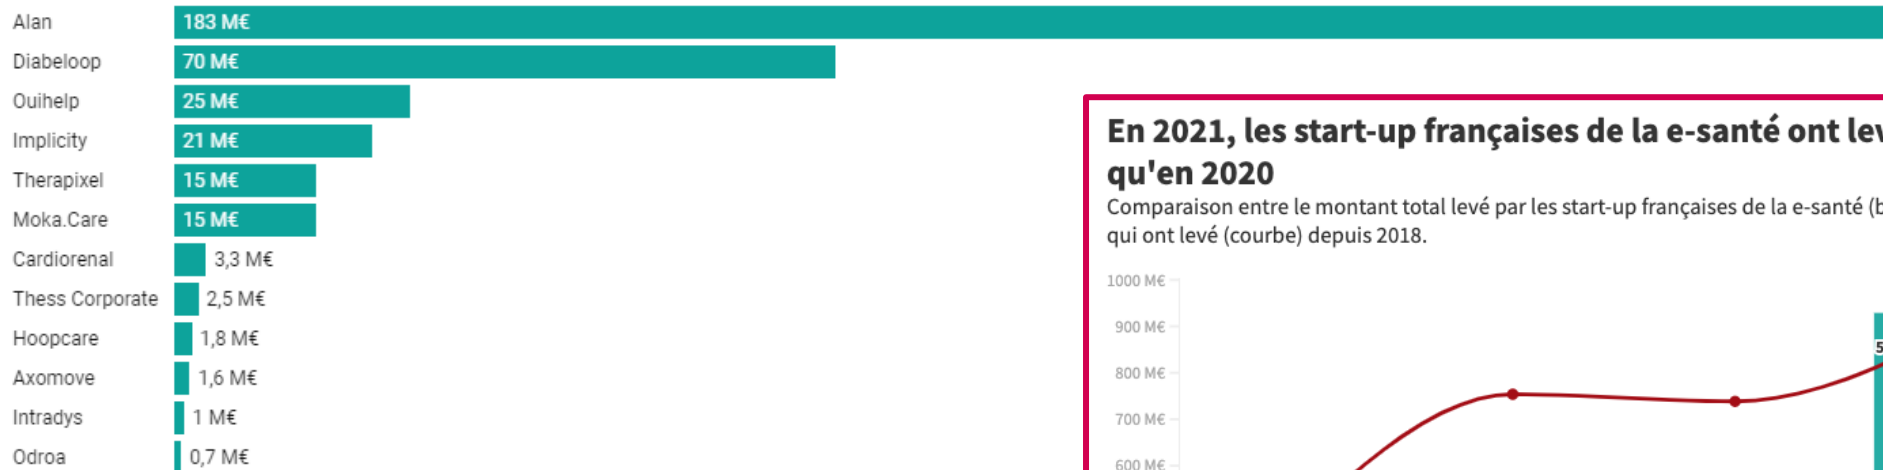 Alan 183 M€
Diabeloop 70 M€
Ouihelp 25 M€
Implicity 21 M€
Therapixel 15 M€
Moka.Care 15 M€
Cardiorenal 3,3 M€
Thess Corporate 2,5 M€
Hoopcare 1,8 M€
Axomove 1,6 M€
Intradys 1 M€
Odroa 0,7 M€
En 2021, les start-up françaises de la e-santé ont lev
qu'en 2020
Comparaison entre le montant total levé par les start-up françaises de la e-santé (b
qui ont levé (courbe) depuis 2018.
1000 M€
900 M€
5
800 M€
700 M€
600 M€